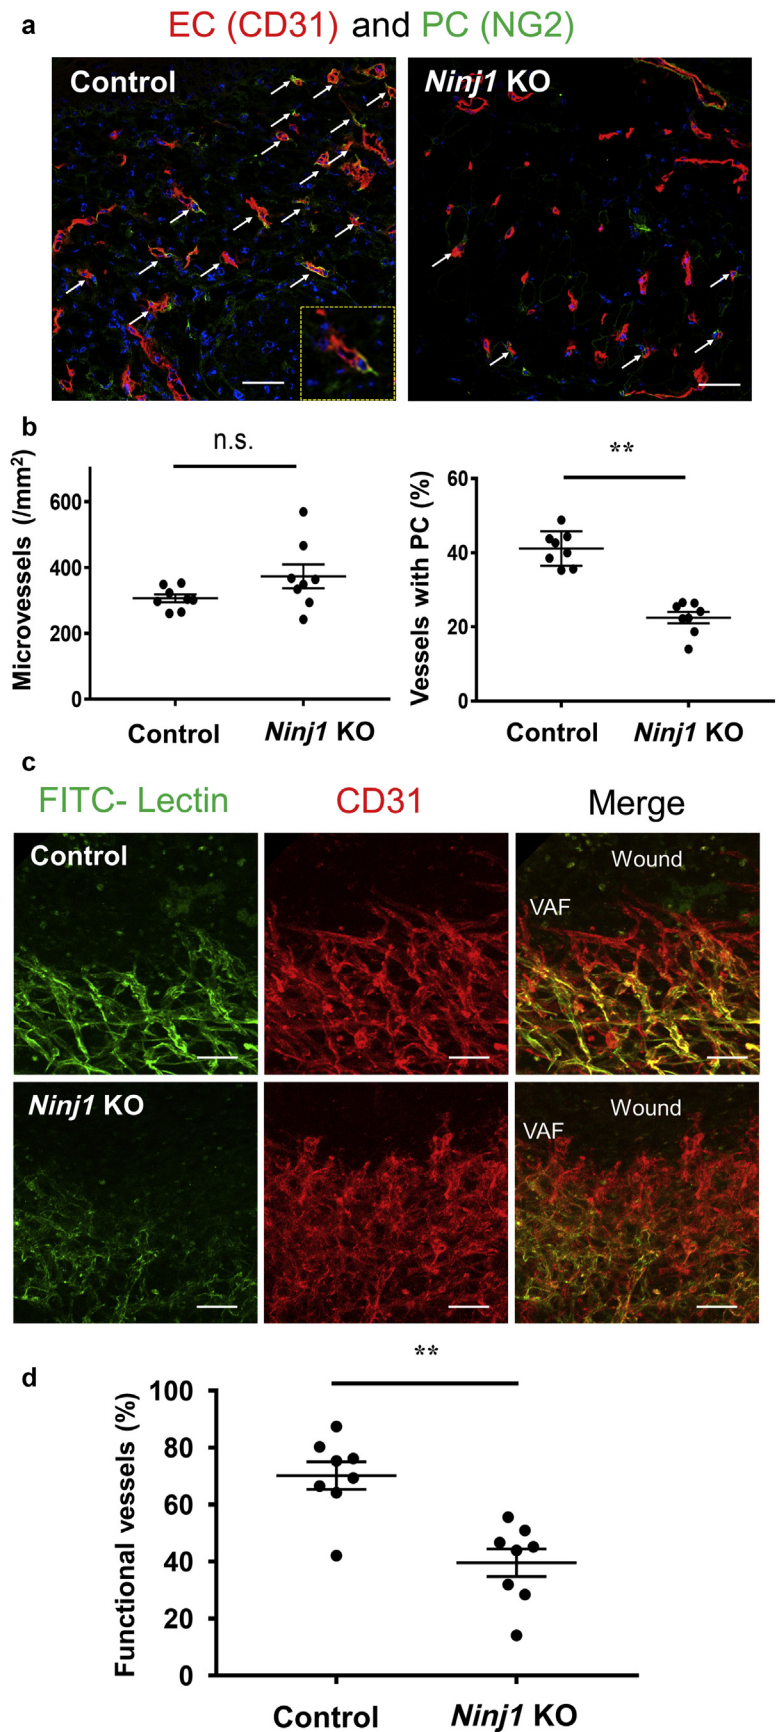 a
EC (CD31) and PC (NG2)
Control
Ninj1 KO
b
n.s.
Microvessels (/mm²)
600
400
200
0
Control
Ninj1 KO
**
Vessels with PC (%)
60
40
20
0
Control
Ninj1 KO
c
FITC- Lectin
CD31
Merge
Control
Wound
VAF
Ninj1 KO
Wound
VAF
d
**
Functional vessels (%)
100
80
60
40
20
0
Control
Ninj1 KO